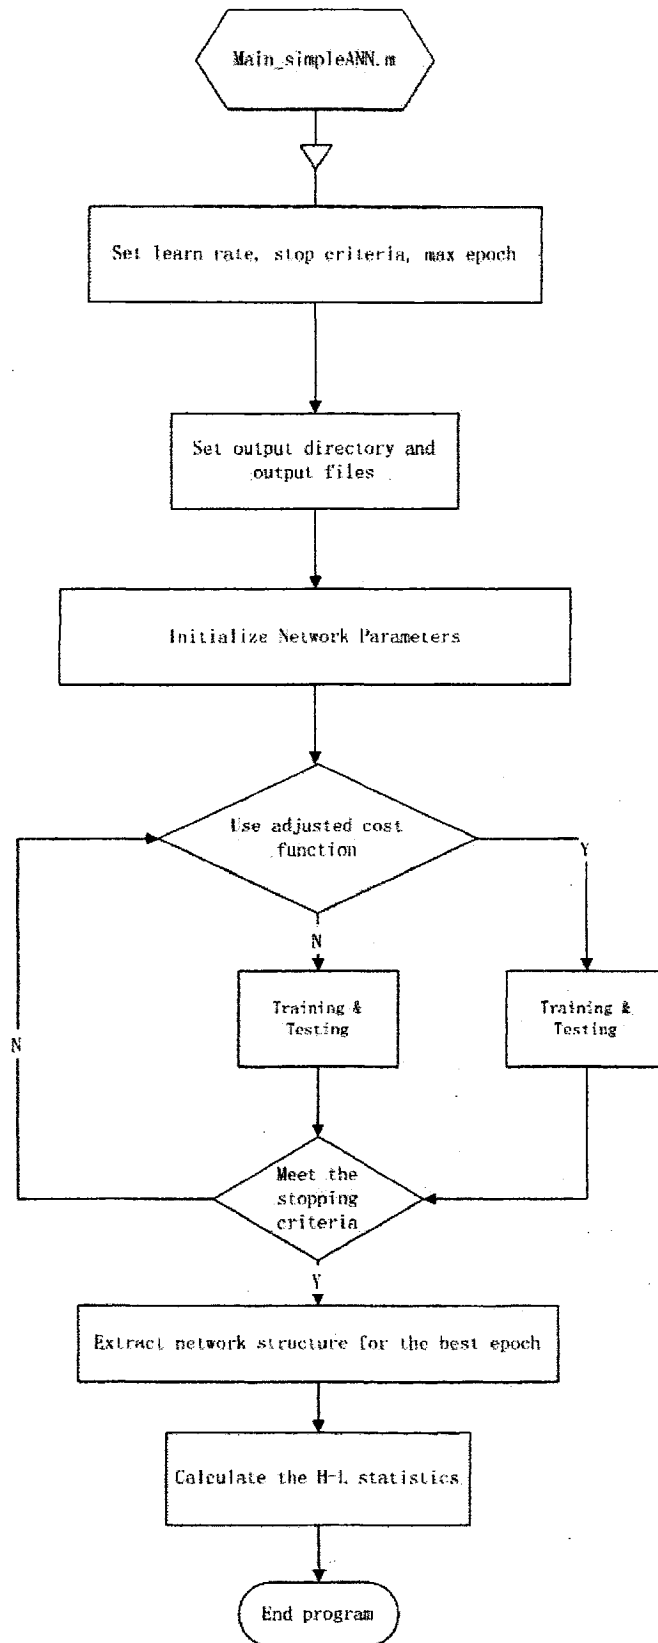 Main_simpleANN.m
Set learn rate, stop criteria, max epoch
Set output directory and
output files
Initialize Network Parameters
Use adjusted cost
function
Y
N
Training &
Testing
Training &
Testing
N
Meet the
stopping
criteria
Y
Extract network structure for the best epoch
Calculate the H-L statistics
End program